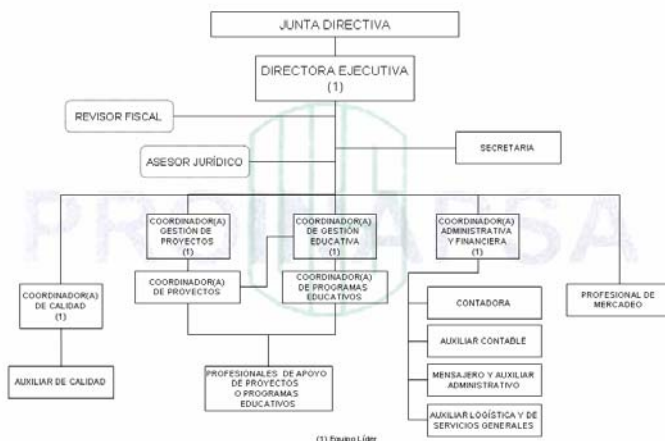 JUNTA DIRECTIVA
DIRECTORA EJECUTIVA
(1)
REVISOR FISCAL
ASESOR JURÍDICO
SECRETARIA
COORDINADOR(A)
GESTIÓN DE
PROYECTOS
(1)
COORDINADOR(A)
DE GESTIÓN
EDUCATIVA
(1)
COORDINADOR(A)
ADMINISTRATIVA
Y FINANCIERA
(1)
COORDINADOR(A)
DE PROYECTOS
COORDINADOR(A)
DE PROGRAMAS
EDUCATIVOS
COORDINADOR(A)
DE CALIDAD
(1)
CONTADORA
PROFESIONAL DE
MERCADEO
AUXILIAR CONTABLE
AUXILIAR DE CALIDAD
PROFESIONALES DE APOYO
DE PROYECTOS
O PROGRAMAS
EDUCATIVOS
MENSAJERO Y AUXILIAR
ADMINISTRATIVO
AUXILIAR LOGÍSTICA Y DE
SERVICIOS GENERALES
(1) Equipo Líder